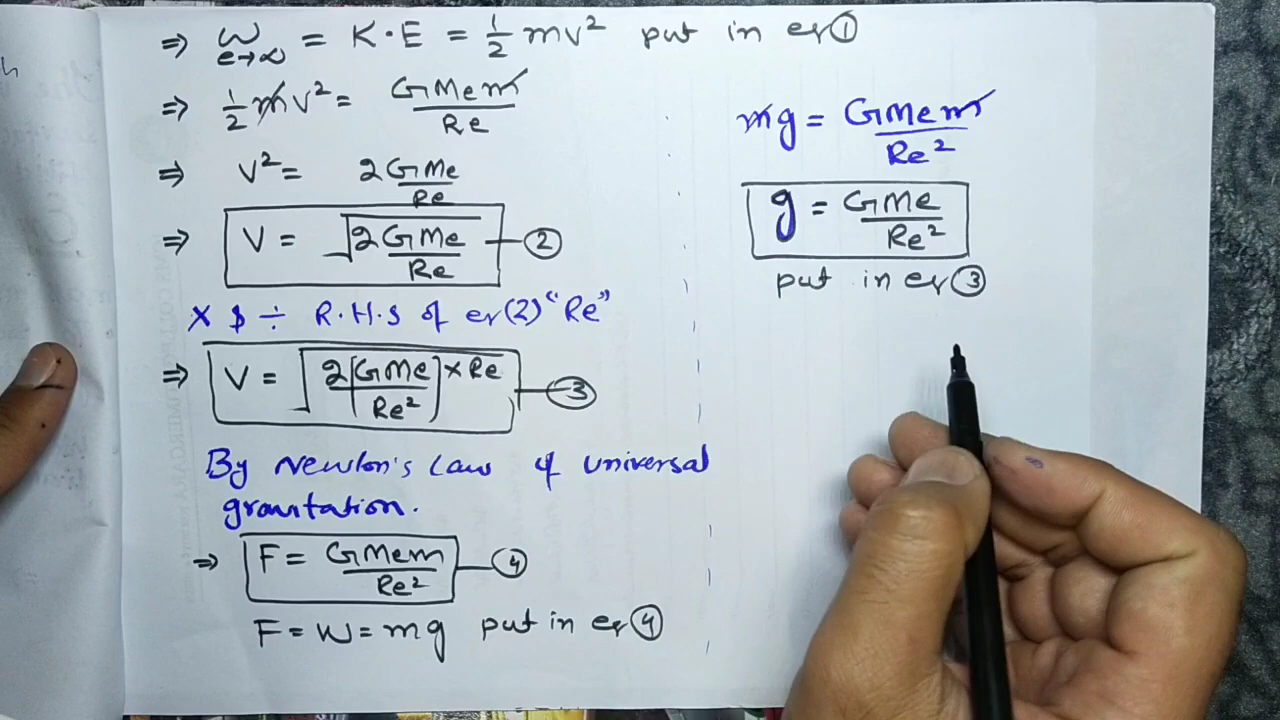 ⇒ W e→∞ = K·E = 1/2 mv² put in eq ①
⇒ 1/2 mv² = GMem/Re
⇒ V² = 2GMe/Re
⇒ V = √(2GMe/Re) — ②
× $ ÷ R.H.S of eq(2) "Re"
⇒ V = √(2[GMe/Re²] × Re) — ③
By Newton's Law of universal
gravitation.
⇒ F = GMem/Re² — ④
F = W = mg put in eq ④
mg = GMem/Re²
g = GMe/Re²
put in eq ③